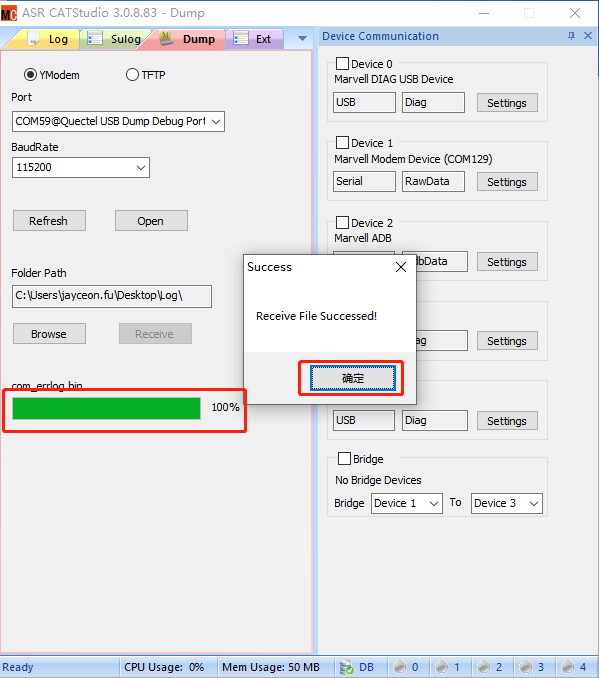 ASR CATStudio 3.0.8.83 - Dump
Log
Sulog
Dump
Ext
YModem
TFTP
Port
COM59@Quectel USB Dump Debug Port
BaudRate
115200
Refresh
Open
Folder Path
C:\Users\jayceon.fu\Desktop\Log\
Browse
Receive
com_errlog.bin
100%
Device Communication
Device 0
Marvell DIAG USB Device
USB
Diag
Settings
Device 1
Marvell Modem Device (COM129)
Serial
RawData
Settings
Device 2
Marvell ADB
Settings
Settings
USB
Diag
Settings
Bridge
No Bridge Devices
Bridge
Device 1
To
Device 3
Success
Receive File Successed!
确定
Ready
CPU Usage: 0%
Mem Usage: 50 MB
DB
0
1
2
3
4